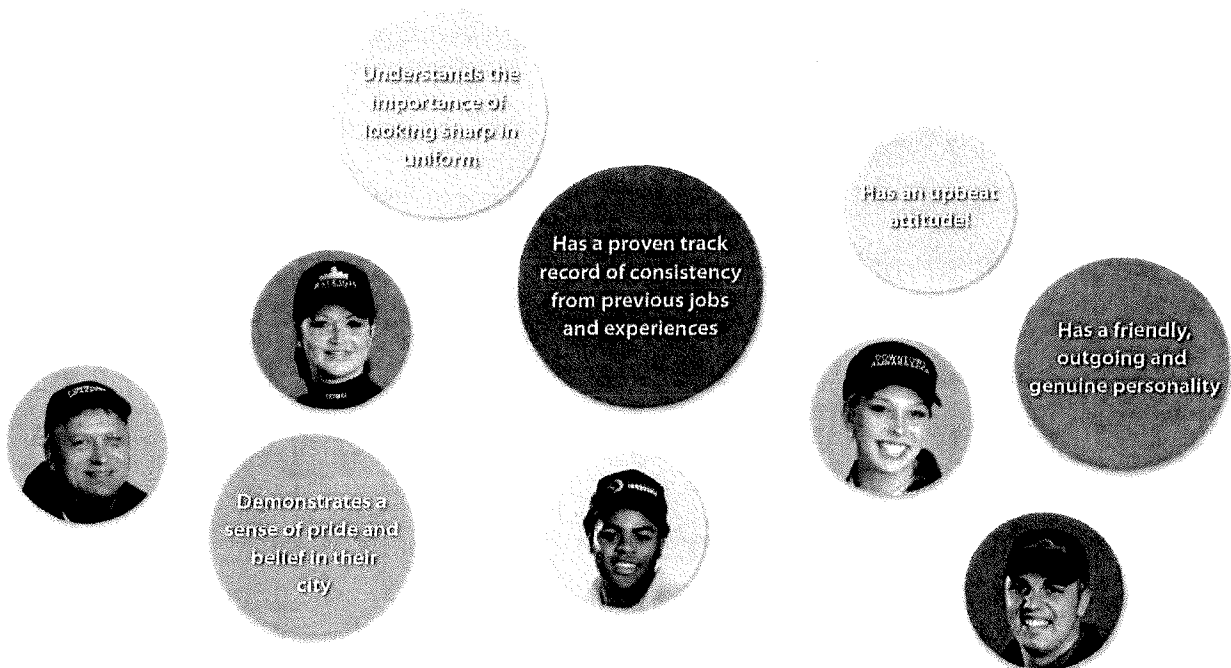 Understands the
importance of
looking sharp in
uniform
Has an upbeat
attitude!
Has a proven track
record of consistency
from previous jobs
and experiences
Has a friendly,
outgoing and
genuine personality
DOWNTOWN
AMBASSADOR
Demonstrates a
sense of pride and
belief in their
city